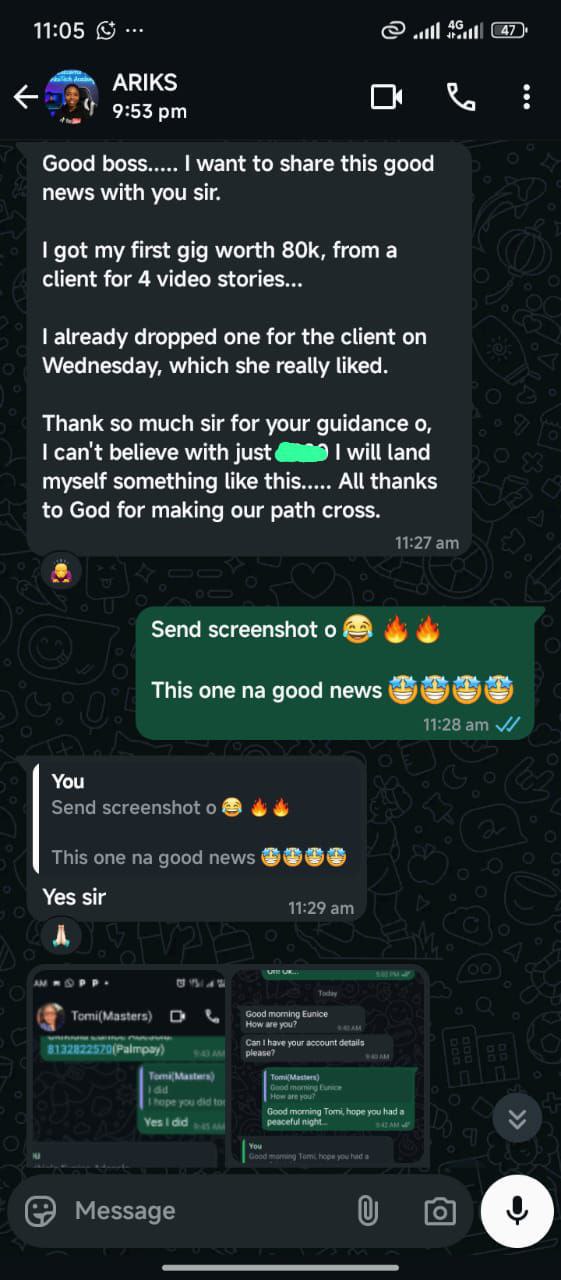 11:05
4G
47
ARIKS
9:53 pm
Good boss..... I want to share this good
news with you sir.
I got my first gig worth 80k, from a
client for 4 video stories...
I already dropped one for the client on
Wednesday, which she really liked.
Thank so much sir for your guidance o,
I can't believe with just I will land
myself something like this..... All thanks
to God for making our path cross.
11:27 am
Send screenshot o 😂 🔥🔥
This one na good news 🤩🤩🤩🤩
11:28 am
You
Send screenshot o 😂 🔥🔥
This one na good news 🤩🤩🤩🤩
Yes sir
11:29 am
AM
Tomi(Masters)
8132822570(Palmpay)
9:43 AM
Tomi(Masters)
I did
I hope you did too
Yes I did
9:45 AM
5:02 PM
Today
Good morning Eunice
How are you?
9:40 AM
Can I have your account details
please?
9:40 AM
Tomi(Masters)
Good morning Eunice
How are you?
Good morning Tomi, hope you had a
peaceful night...
9:42 AM
You
Good morning Tomi, hope you had a
Message